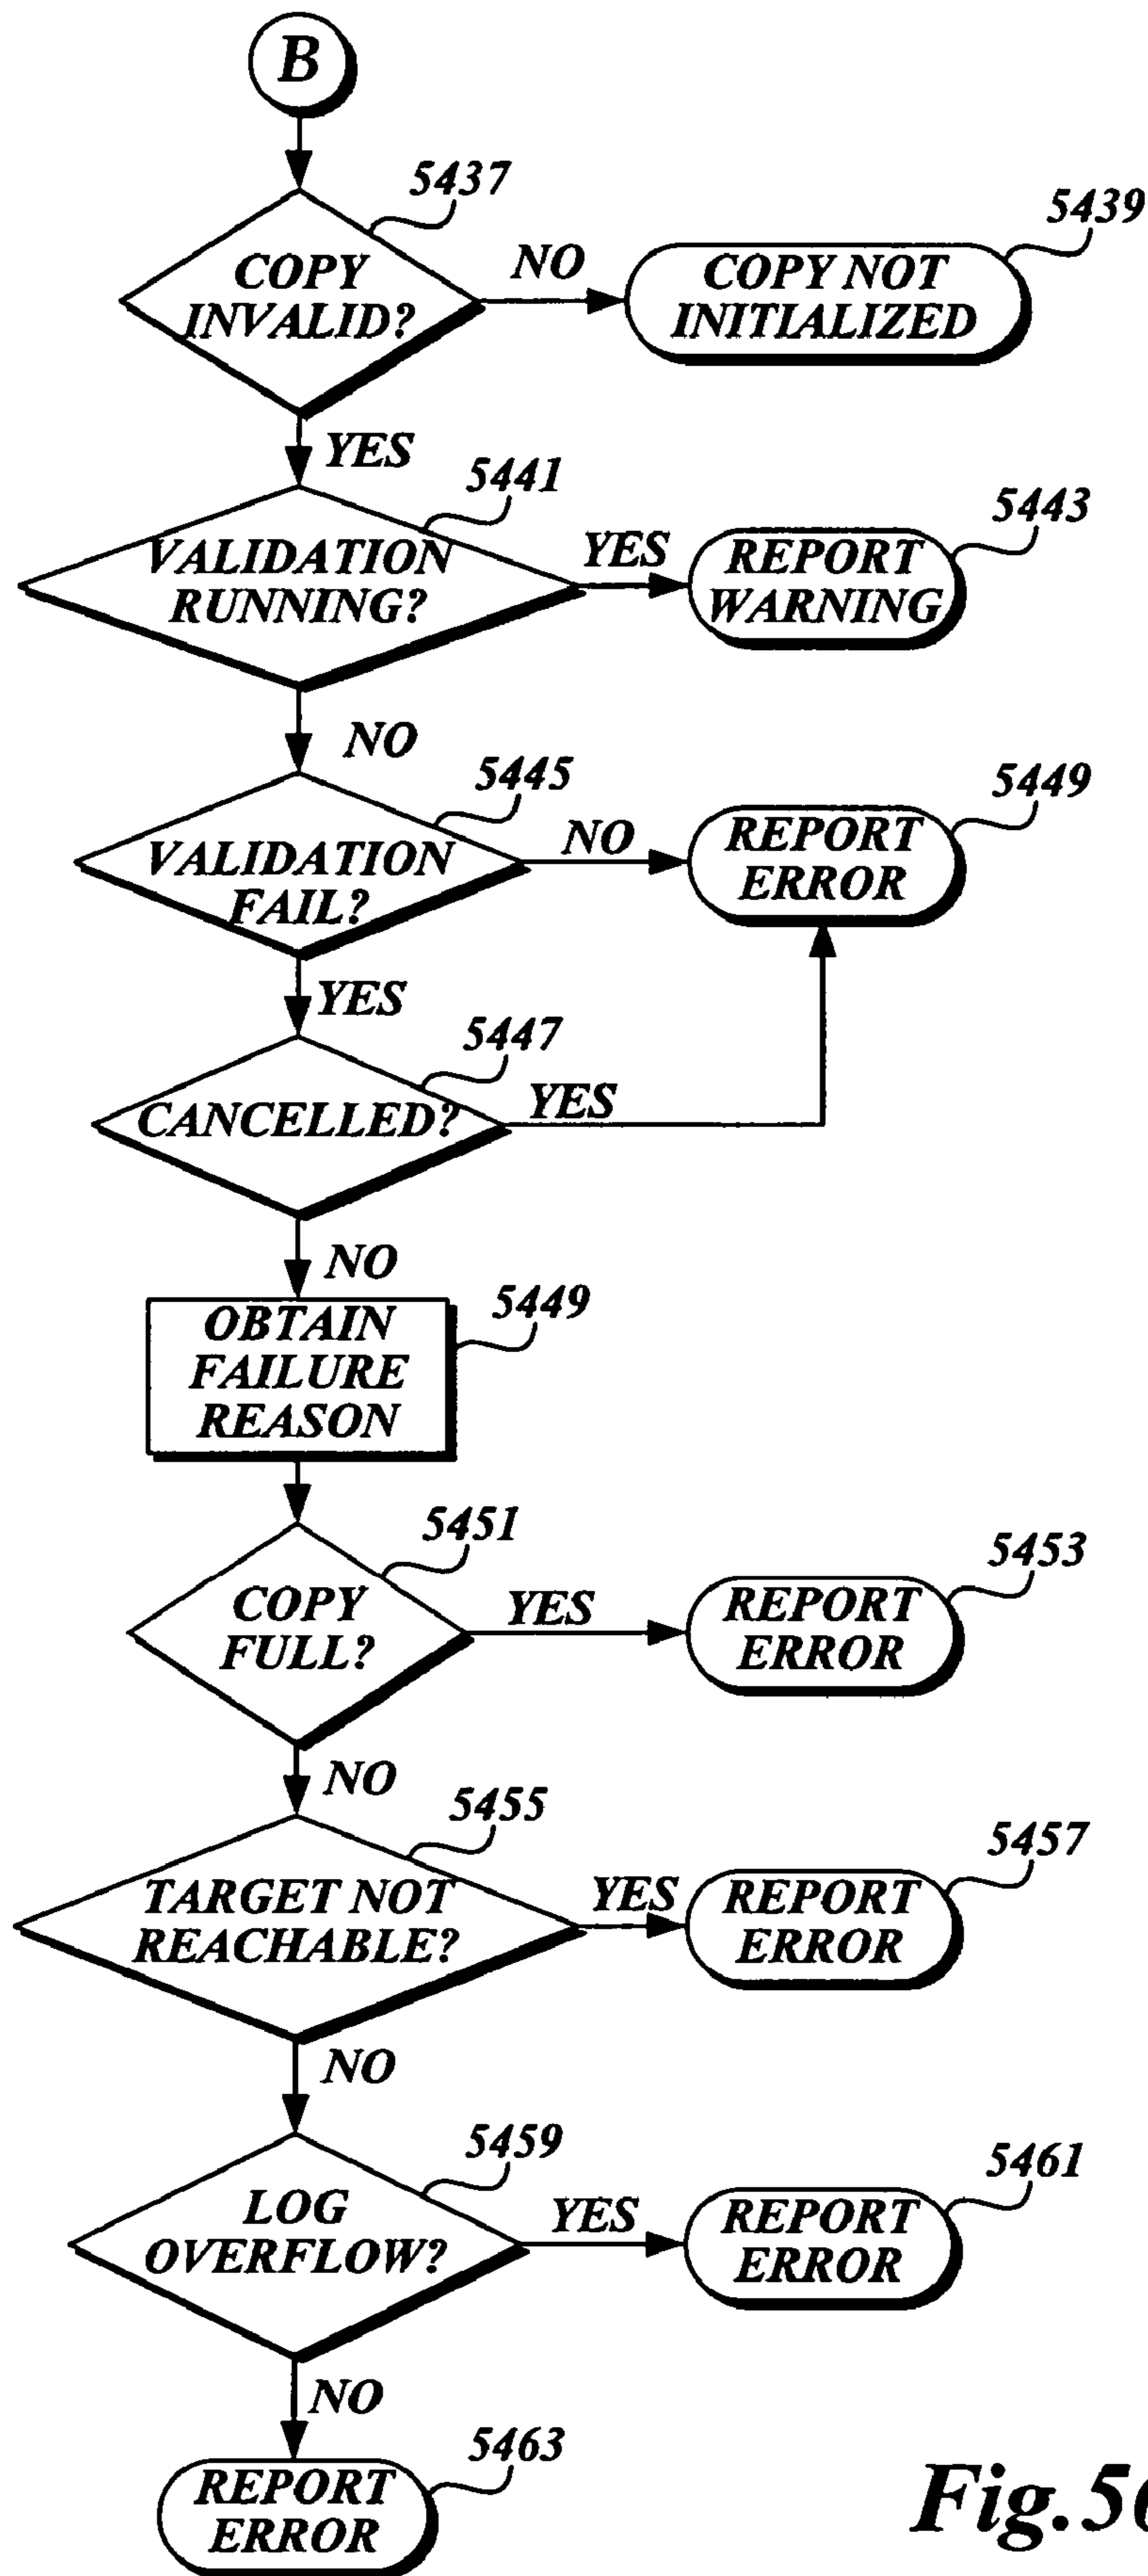 B
5437
5439
COPY
INVALID?
NO
COPY NOT
INITIALIZED
YES
5441
5443
VALIDATION
RUNNING?
YES
REPORT
WARNING
NO
5445
5449
VALIDATION
FAIL?
NO
REPORT
ERROR
YES
5447
CANCELLED?
YES
NO
5449
OBTAIN
FAILURE
REASON
5451
5453
COPY
FULL?
YES
REPORT
ERROR
NO
5455
5457
TARGET NOT
REACHABLE?
YES
REPORT
ERROR
NO
5459
5461
LOG
OVERFLOW?
YES
REPORT
ERROR
NO
5463
REPORT
ERROR